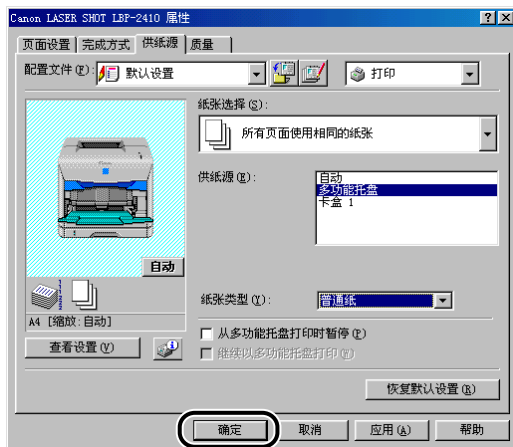 Canon LASER SHOT LBP-2410 属性
页面设置 完成方式 供纸源 质量
配置文件(F): 默认设置 打印
纸张选择(S):
所有页面使用相同的纸张
供纸源(E):
自动
多功能托盘
卡盒 1
自动
纸张类型(Y): 普通纸
A4 [缩放:自动]
从多功能托盘打印时暂停(P)
查看设置(V)
继续以多功能托盘打印(W)
恢复默认设置(R)
确定 取消 应用(A) 帮助